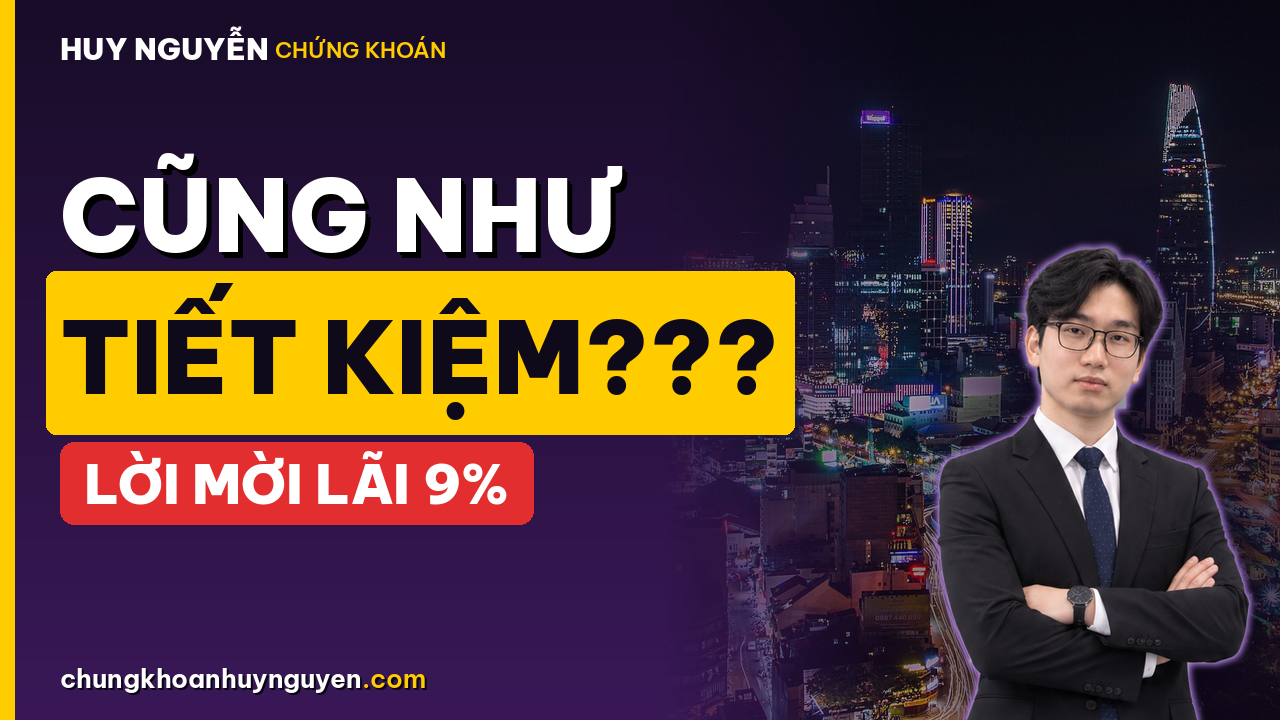 HUY NGUYỄN CHỨNG KHOÁN
CŨNG NHƯ
TIẾT KIỆM???
LỜI MỜI LÃI 9%
chungkhoanhuynguyen.com